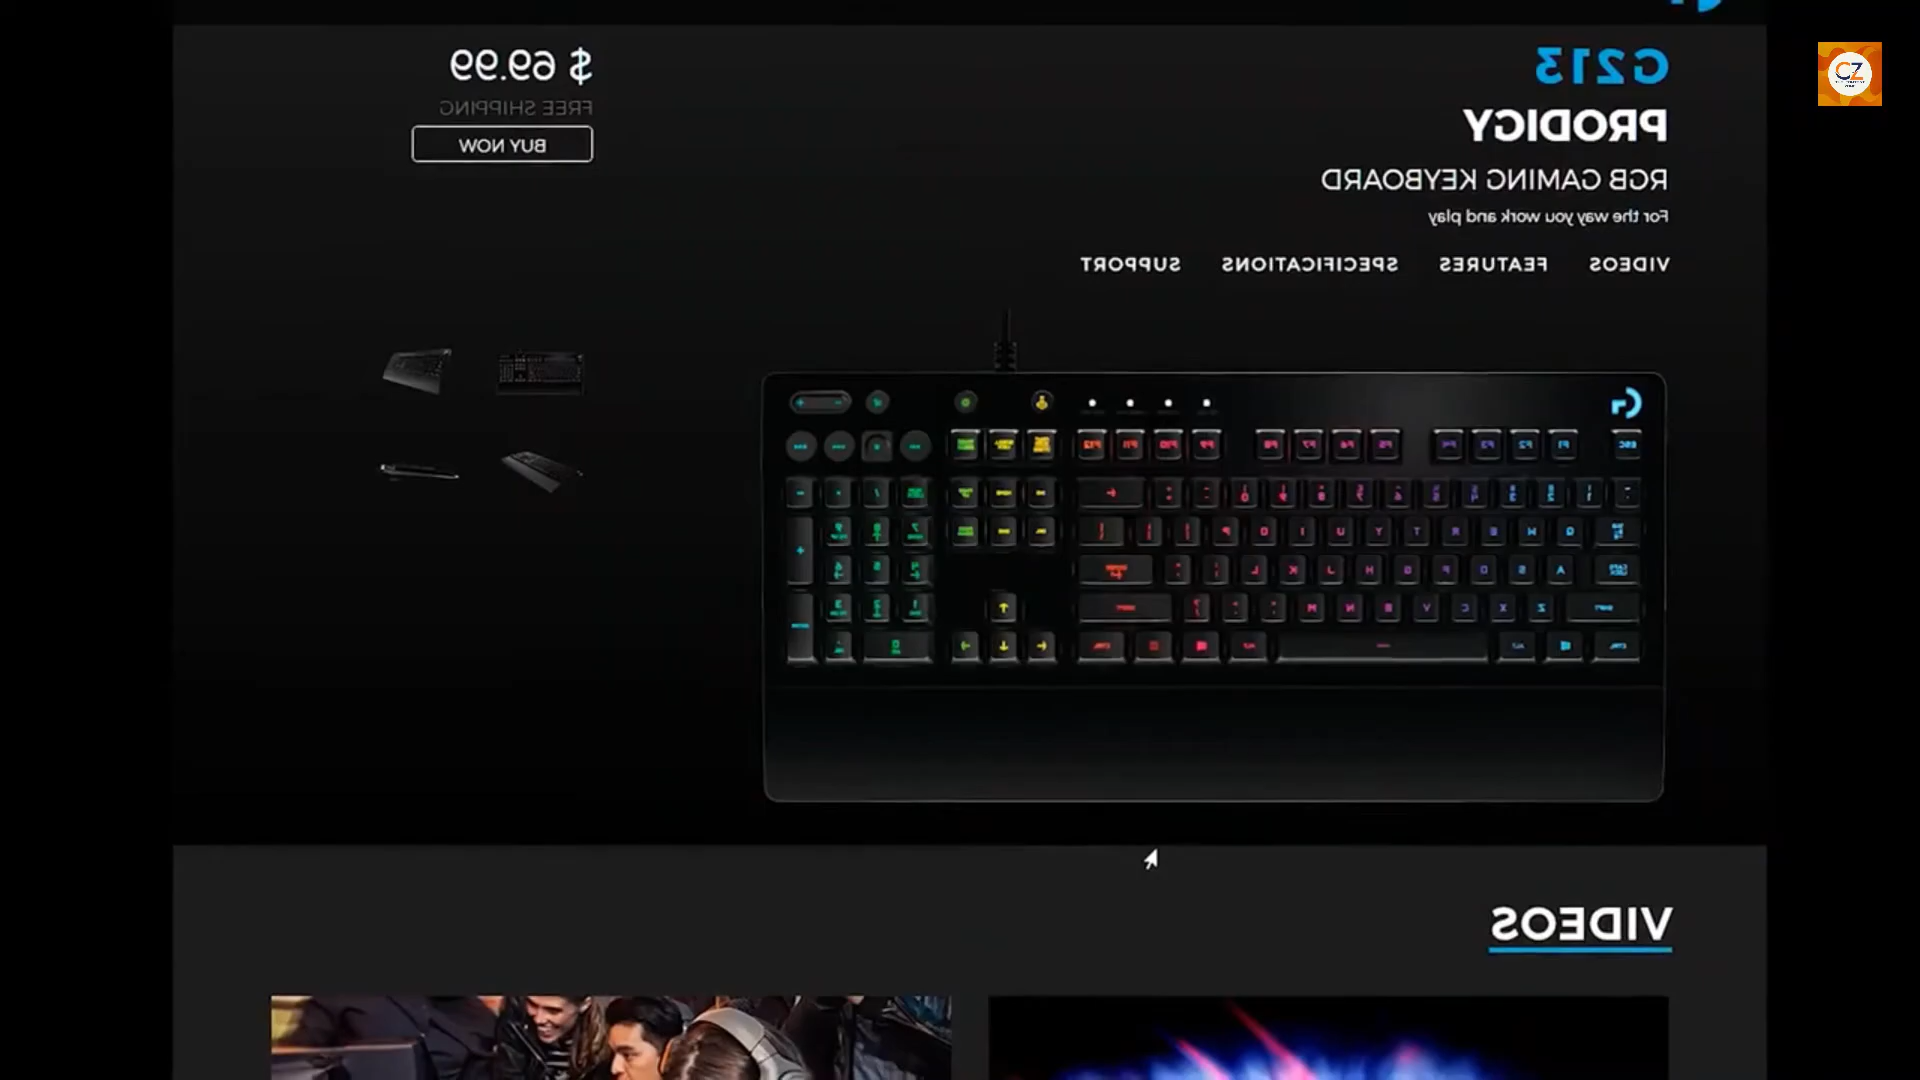 G213
PRODIGY
RGB GAMING KEYBOARD
For the way you work and play
VIDEOS FEATURES SPECIFICATIONS SUPPORT
$ 69.99
FREE SHIPPING
BUY NOW
VIDEOS
CZ